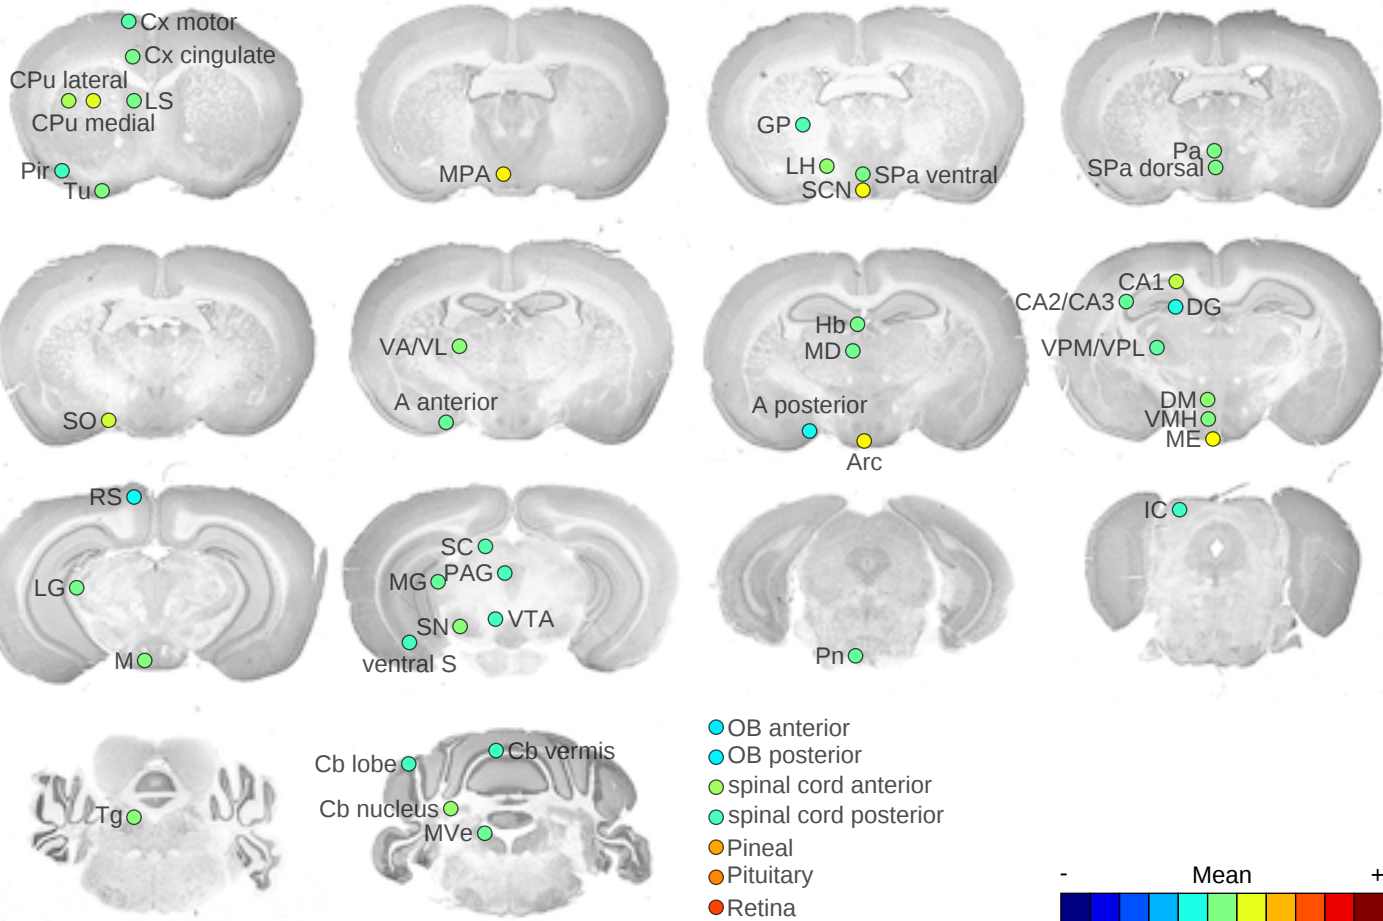 Cx motor
Cx cingulate
CPu lateral
LS
CPu medial
Pir
Tu
MPA
GP
LH
SPa ventral
SCN
Pa
SPa dorsal
SO
VA/VL
A anterior
Hb
MD
A posterior
Arc
CA1
CA2/CA3
DG
VPM/VPL
DM
VMH
ME
RS
LG
M
SC
MG
PAG
SN
VTA
ventral S
Pn
IC
Tg
Cb lobe
Cb vermis
Cb nucleus
MVe
OB anterior
OB posterior
spinal cord anterior
spinal cord posterior
Pineal
Pituitary
Retina
- Mean +